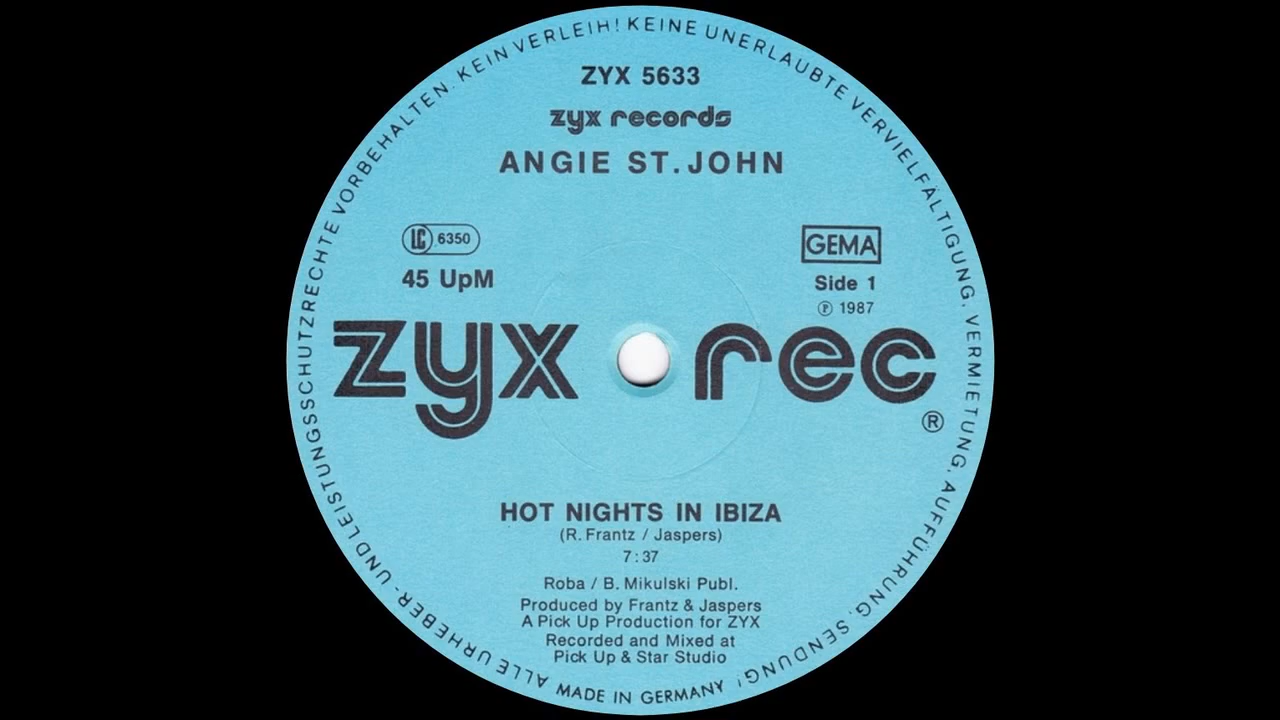 ALLE URHEBER- UND LEISTUNGSSCHUTZRECHTE VORBEHALTEN. KEIN VERLEIH! KEINE UNERLAUBTE VERVIELFÄLTIGUNG, VERMIETUNG, AUFFÜHRUNG, SENDUNG!
ZYX 5633
zyx records
ANGIE ST. JOHN
LC 6350
GEMA
45 UpM
Side 1
Ⓟ 1987
zyx rec
®
HOT NIGHTS IN IBIZA
(R. Frantz / Jaspers)
7:37
Roba / B. Mikulski Publ.
Produced by Frantz & Jaspers
A Pick Up Production for ZYX
Recorded and Mixed at
Pick Up & Star Studio
MADE IN GERMANY